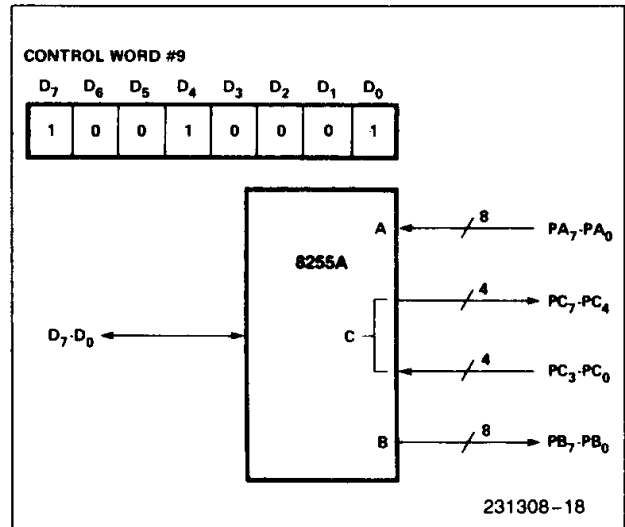 CONTROL WORD #9
D7 D6 D5 D4 D3 D2 D1 D0
1 0 0 1 0 0 0 1
8255A
A
8
PA7-PA0
4
PC7-PC4
D7-D0
C
4
PC3-PC0
B
8
PB7-PB0
231308-18